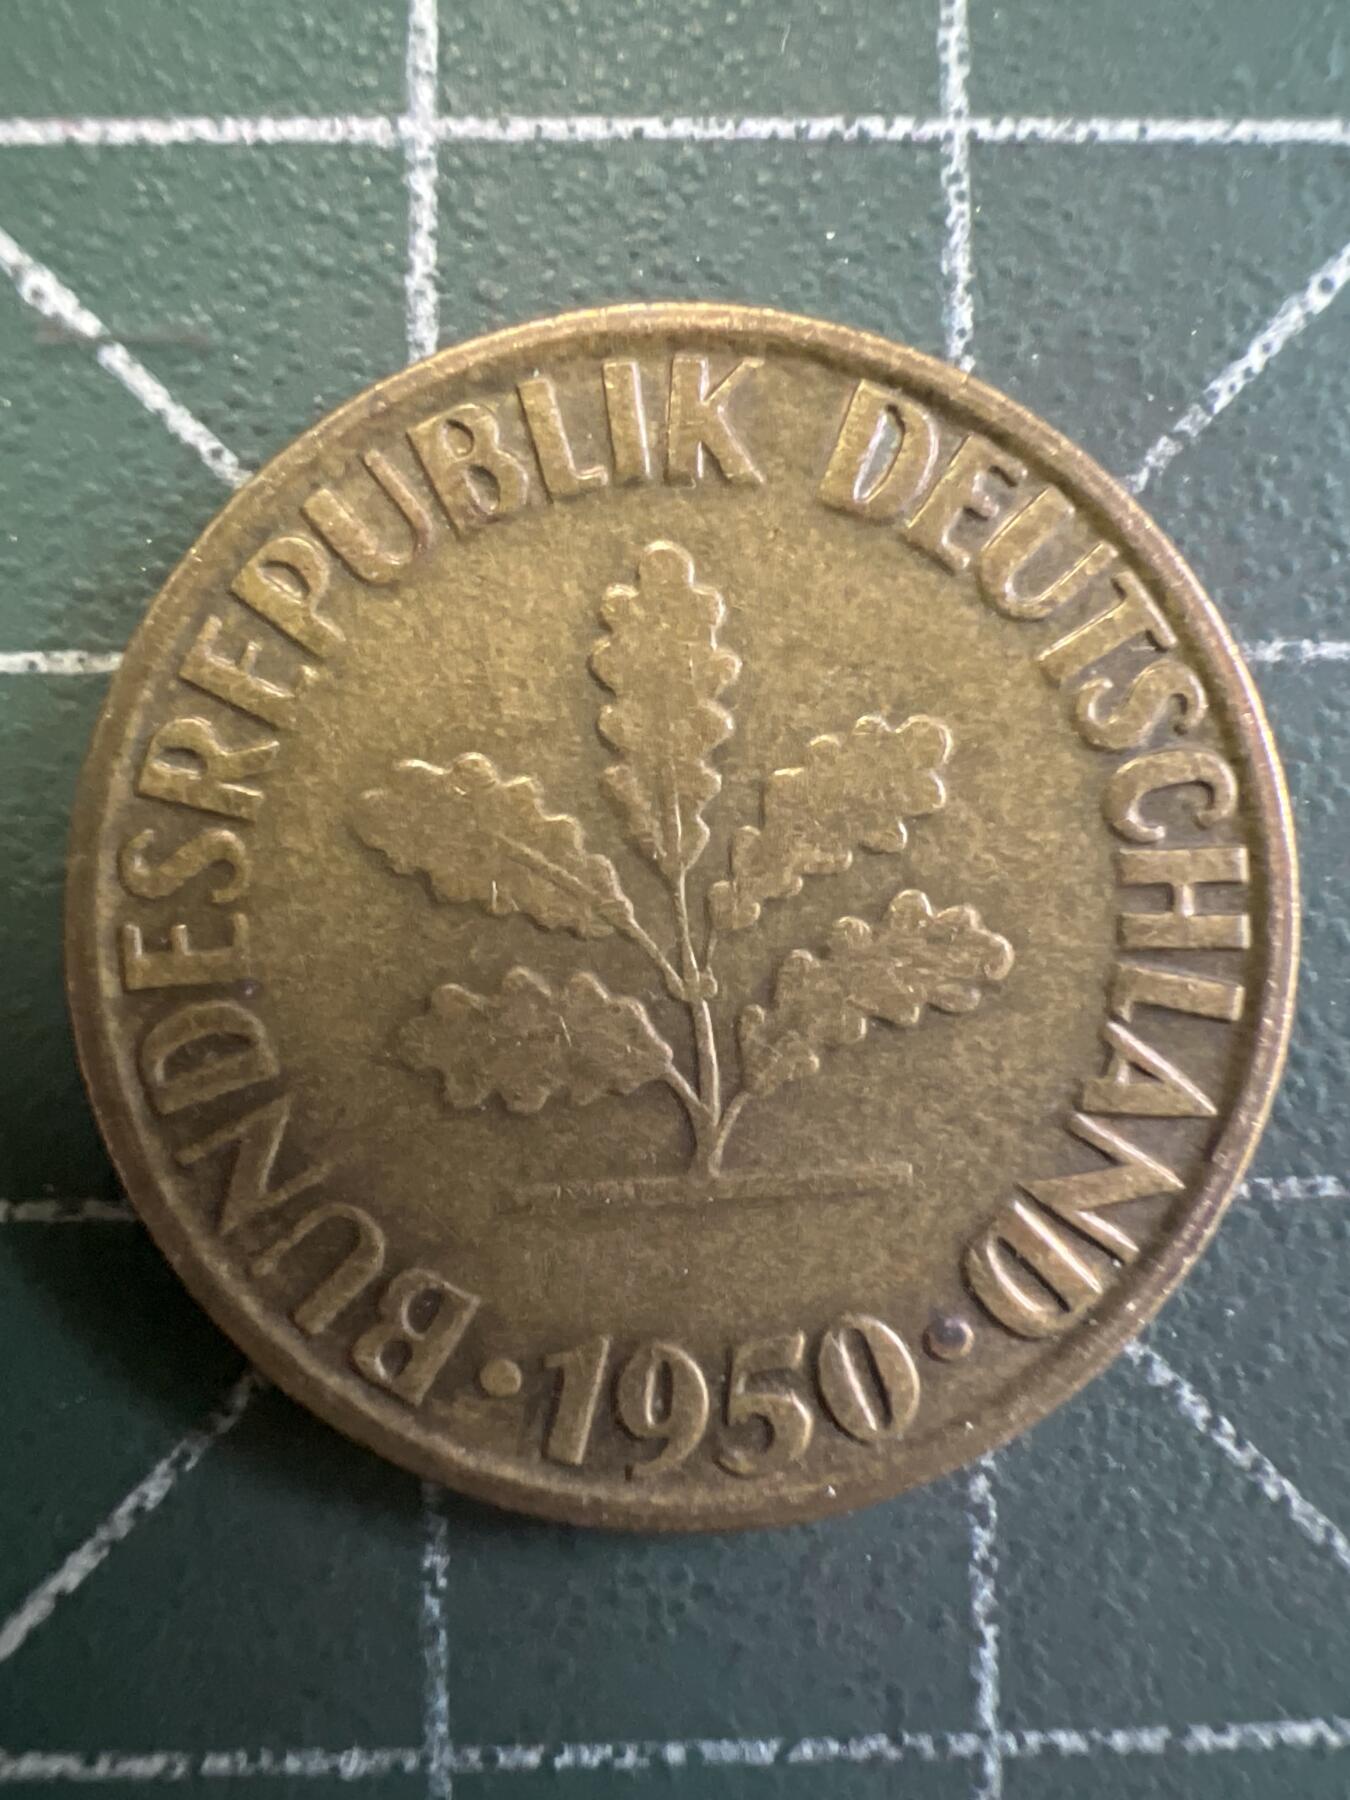 BUNDESREPUBLIK DEUTSCHLAND
• 1950 •